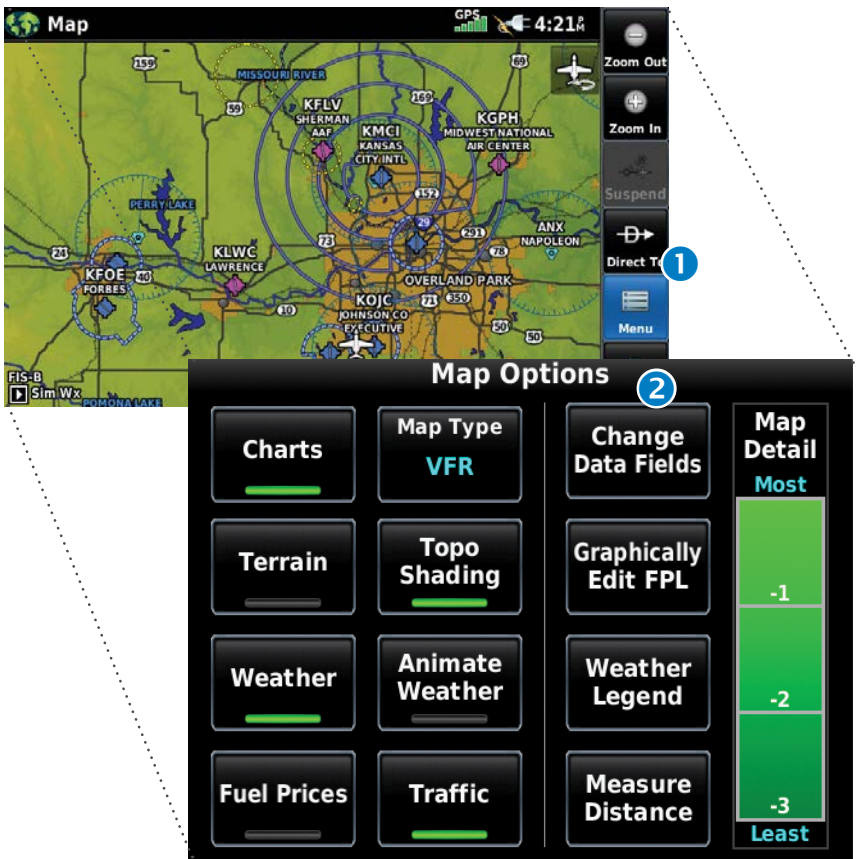 Map
GPS
4:21 PM
Zoom Out
159
69
MISSOURI RIVER
59
KFLV
SHERMAN
AAF
169
KGPH
MIDWEST NATIONAL
AIR CENTER
KMCI
KANSAS
CITY INTL
Zoom In
152
Suspend
PERRY LAKE
29
291
ANX
NAPOLEON
73
78
Direct To
1
24
KLWC
LAWRENCE
KFOE
FORBES
40
OVERLAND PARK
71
350
10
KOJC
JOHNSON CO
EXECUTIVE
50
50
Menu
FIS-B
Sim Wx
POMONA LAKE
Map Options
2
Charts
Map Type
VFR
Change
Data Fields
Map
Detail
Most
Terrain
Topo
Shading
Graphically
Edit FPL
-1
Weather
Animate
Weather
Weather
Legend
-2
Fuel Prices
Traffic
Measure
Distance
-3
Least